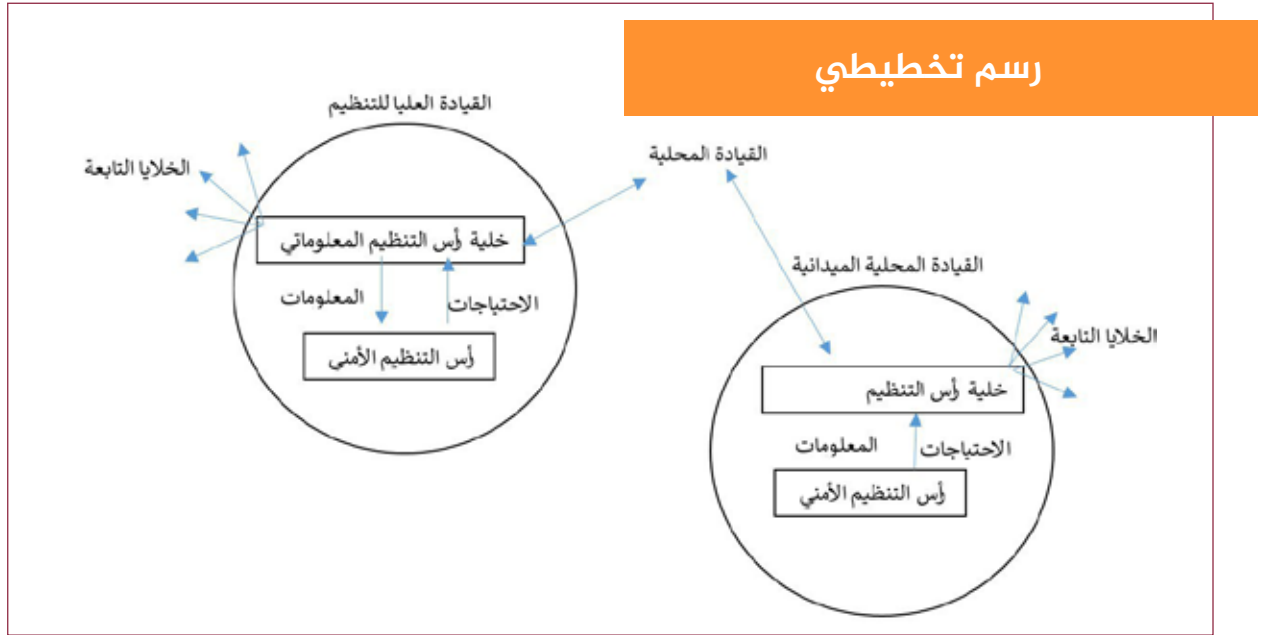 رسم تخطيطي
القيادة العليا للتنظيم
القيادة المحلية
الخلايا التابعة
خلية رأس التنظيم المعلوماتي
المعلومات
الاحتياجات
رأس التنظيم الأمني
القيادة المحلية الميدانية
الخلايا التابعة
خلية رأس التنظيم
الاحتياجات
المعلومات
رأس التنظيم الأمني